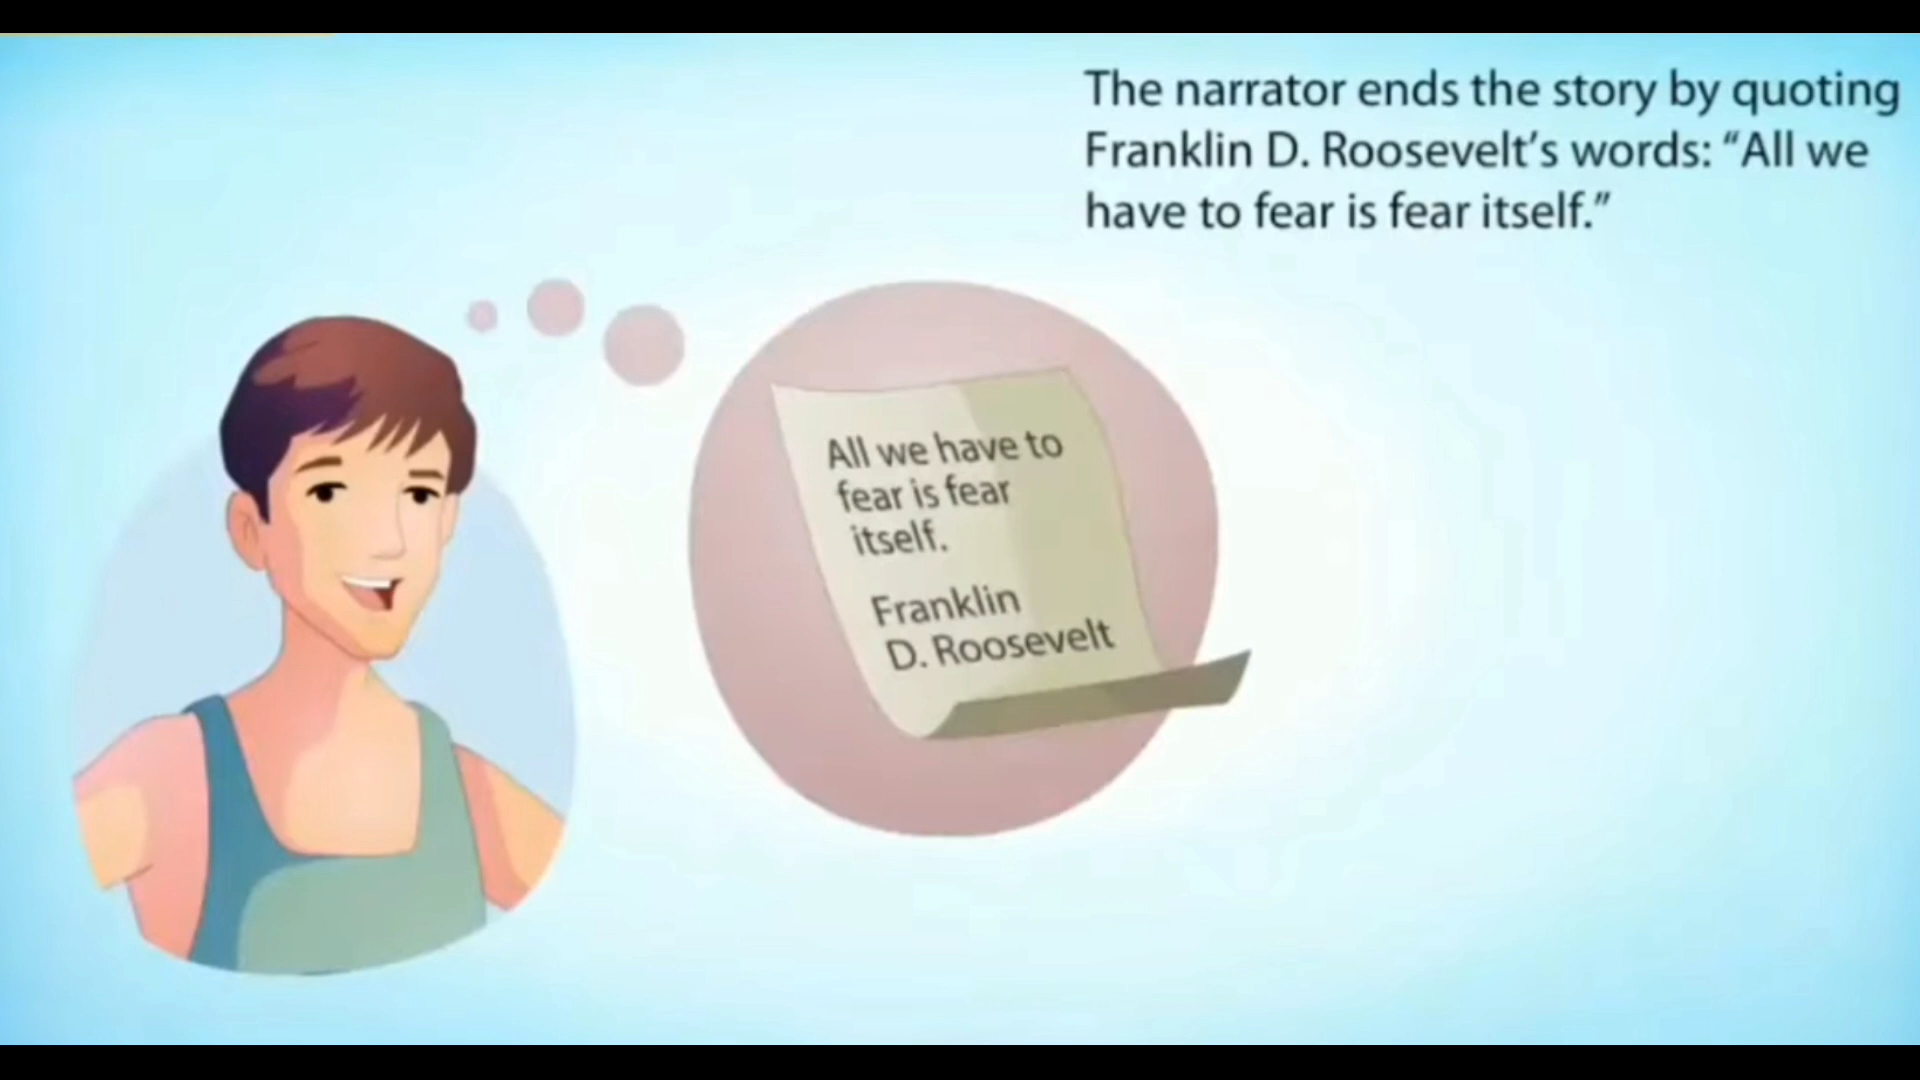 The narrator ends the story by quoting
Franklin D. Roosevelt’s words: “All we
have to fear is fear itself.”
All we have to
fear is fear
itself.
Franklin
D. Roosevelt